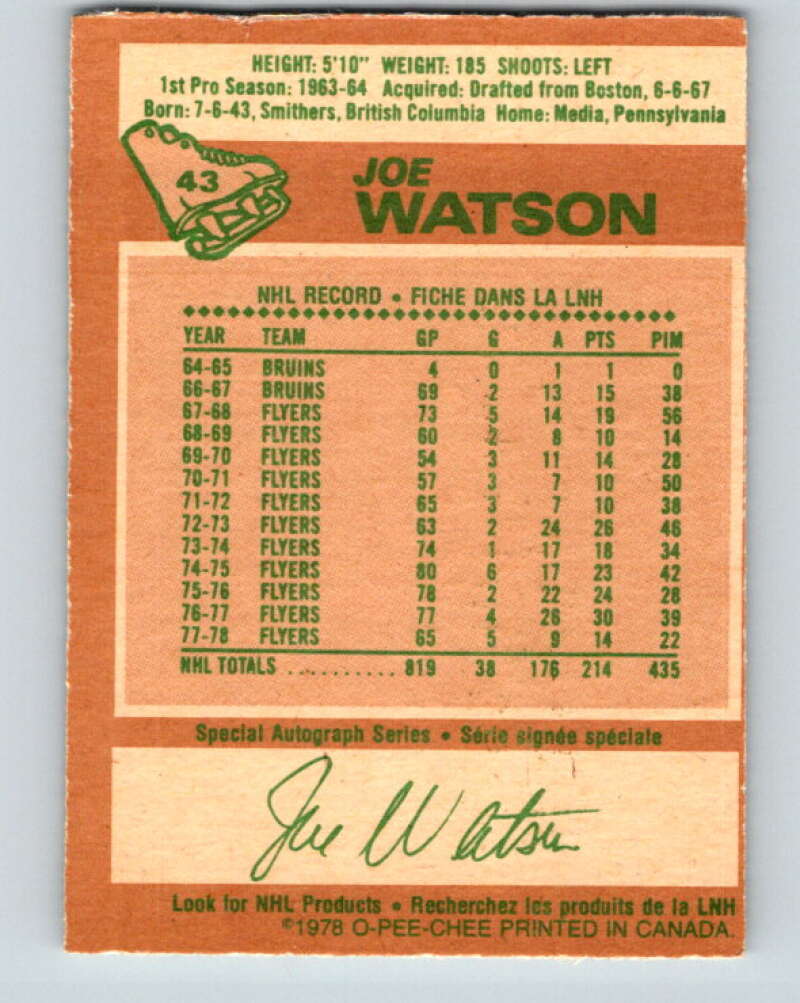 HEIGHT: 5'10" WEIGHT: 185 SHOOTS: LEFT
1st Pro Season: 1963-64 Acquired: Drafted from Boston, 6-6-67
Born: 7-6-43, Smithers, British Columbia Home: Media, Pennsylvania
43
JOE
WATSON
NHL RECORD • FICHE DANS LA LNH
YEAR TEAM GP G A PTS PIM
64-65 BRUINS 4 0 1 1 0
66-67 BRUINS 69 2 13 15 38
67-68 FLYERS 73 5 14 19 56
68-69 FLYERS 60 2 8 10 14
69-70 FLYERS 54 3 11 14 28
70-71 FLYERS 57 3 7 10 50
71-72 FLYERS 65 3 7 10 38
72-73 FLYERS 63 2 24 26 46
73-74 FLYERS 74 1 17 18 34
74-75 FLYERS 80 6 17 23 42
75-76 FLYERS 78 2 22 24 28
76-77 FLYERS 77 4 26 30 39
77-78 FLYERS 65 5 9 14 22
NHL TOTALS .......... 819 38 176 214 435
Special Autograph Series • Série signée spéciale
Joe Watson
Look for NHL Products • Recherchez les produits de la LNH
©1978 O-PEE-CHEE PRINTED IN CANADA.